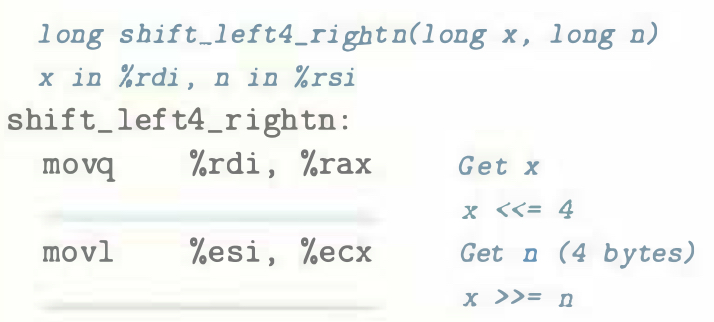 long shift_left4_rightn(long x, long n)
x in %rdi, n in %rsi
shift_left4_rightn:
movq %rdi, %rax Get x
x <<= 4
movl %esi, %ecx Get n (4 bytes)
x >>= n